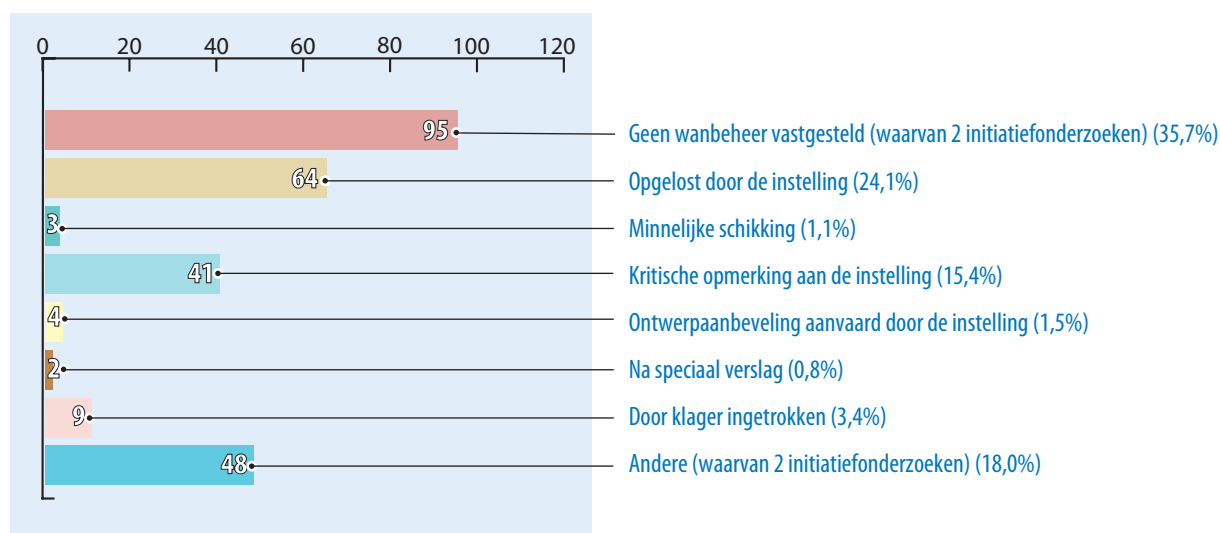 0 20 40 60 80 100 120
95 Geen wanbeheer vastgesteld (waarvan 2 initiatiefonderzoeken) (35,7%)
64 Opgelost door de instelling (24,1%)
3 Minnelijke schikking (1,1%)
41 Kritische opmerking aan de instelling (15,4%)
4 Ontwerpaanbeveling aanvaard door de instelling (1,5%)
2 Na speciaal verslag (0,8%)
9 Door klager ingetrokken (3,4%)
48 Andere (waarvan 2 initiatiefonderzoeken) (18,0%)